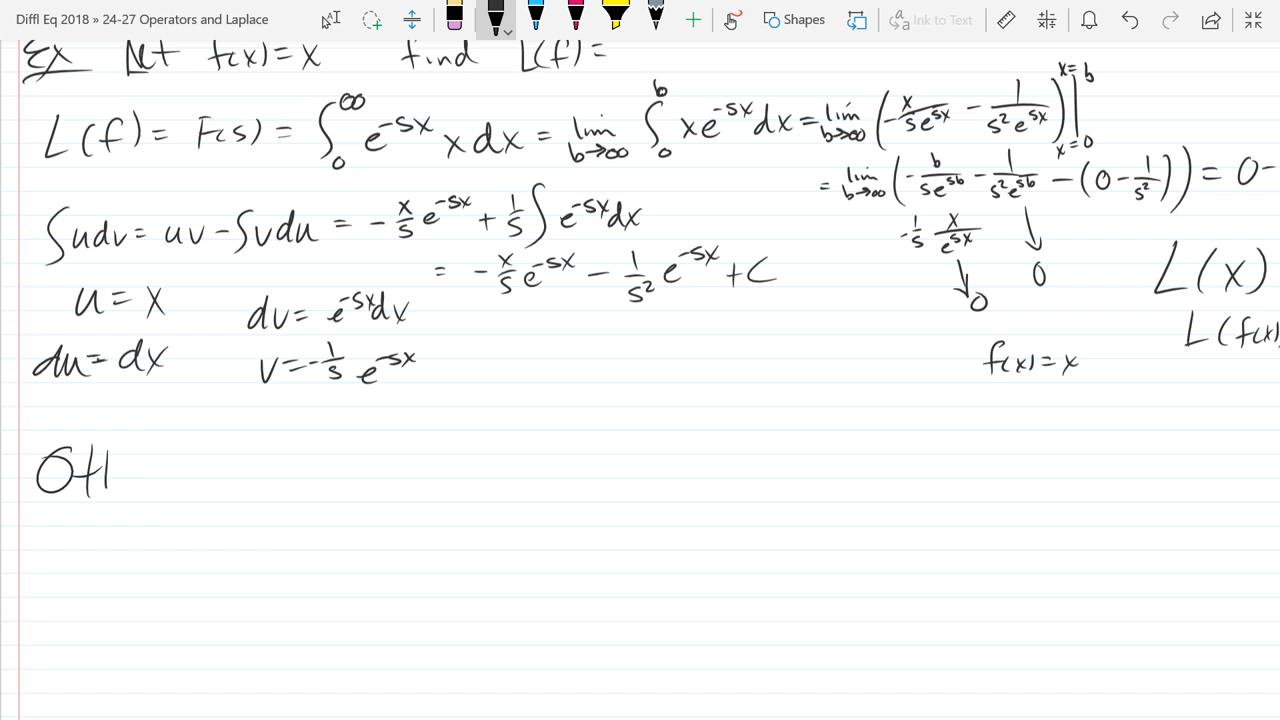 Diffl Eq 2018 » 24-27 Operators and Laplace
Shapes
Ink to Text
Ex Let f(x) = x find L(f) =
L(f) = F(s) = ∫₀^∞ e^{-sx} x dx = lim_{b→∞} ∫₀^b xe^{-sx} dx = lim_{b→∞} (-x/(se^{sx}) - 1/(s²e^{sx}))|_{x=0}^{x=b}
= lim_{b→∞} (-b/(se^{sb}) - 1/(s²e^{sb}) - (0 - 1/s²)) = 0 -
∫udv = uv - ∫vdu = -x/s e^{-sx} + 1/s ∫ e^{-sx} dx
-1/s x/e^{sx} ↓ 0
↓ 0
= -x/s e^{-sx} - 1/s² e^{-sx} + C
L(x)
u = x dv = e^{-sx} dx
L(f(x)
du = dx v = -1/s e^{-sx}
f(x) = x
Oth